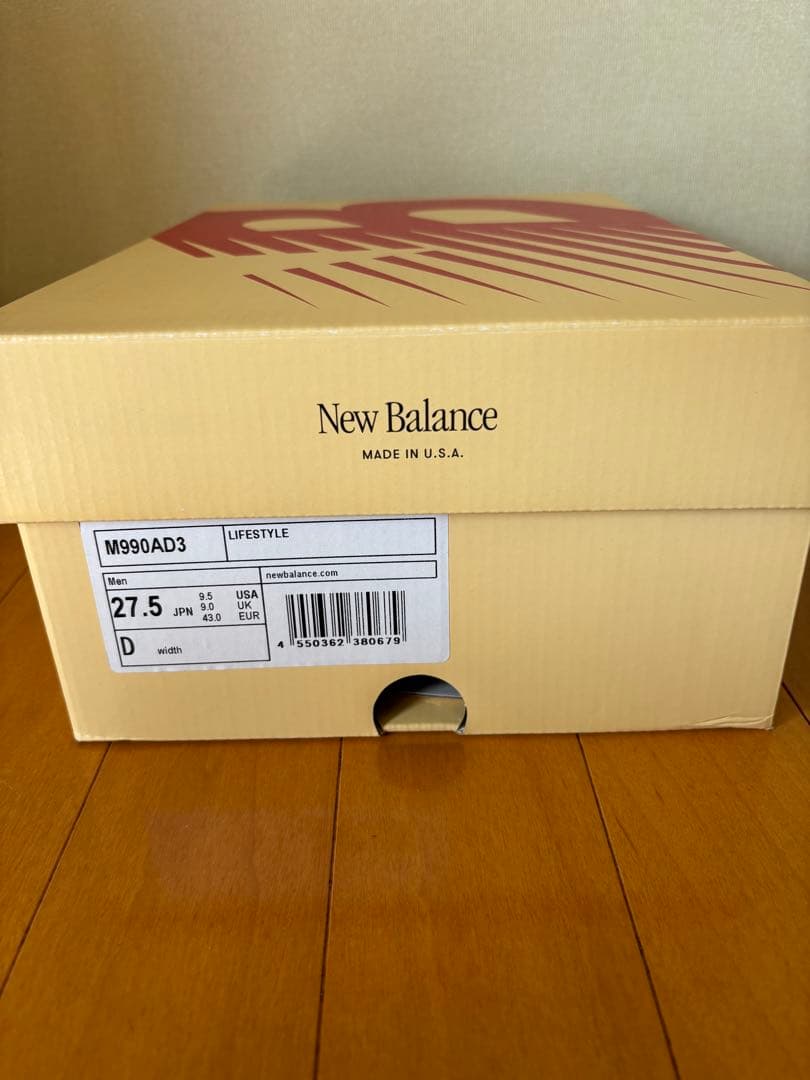 New Balance
MADE IN U.S.A.
M990AD3 LIFESTYLE
Men newbalance.com
27.5 JPN 9.5 USA
9.0 UK
43.0 EUR
D width
4 550362 380679